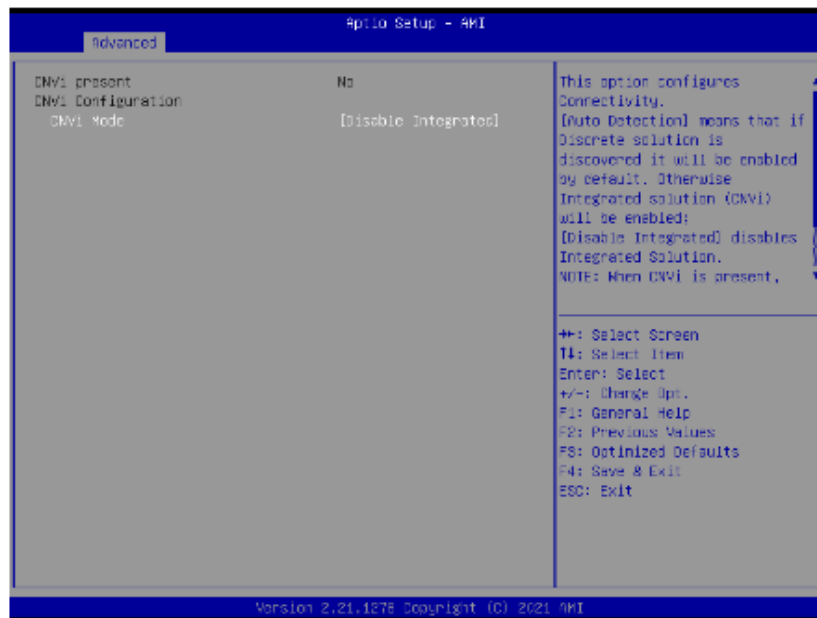 Aptio Setup - AMI
Advanced
CNVi present No
CNVi Configuration
CNVi Mode [Disable Integrated]
This option configures
Connectivity.
[Auto Detection] means that if
Discrete solution is
discovered it will be enabled
by default. Otherwise
Integrated solution (CNVi)
will be enabled;
[Disable Integrated] disables
Integrated Solution.
NOTE: When CNVi is present,
→←: Select Screen
↑↓: Select Item
Enter: Select
+/-: Change Opt.
F1: General Help
F2: Previous Values
F3: Optimized Defaults
F4: Save & Exit
ESC: Exit
Version 2.21.1278 Copyright (C) 2021 AMI